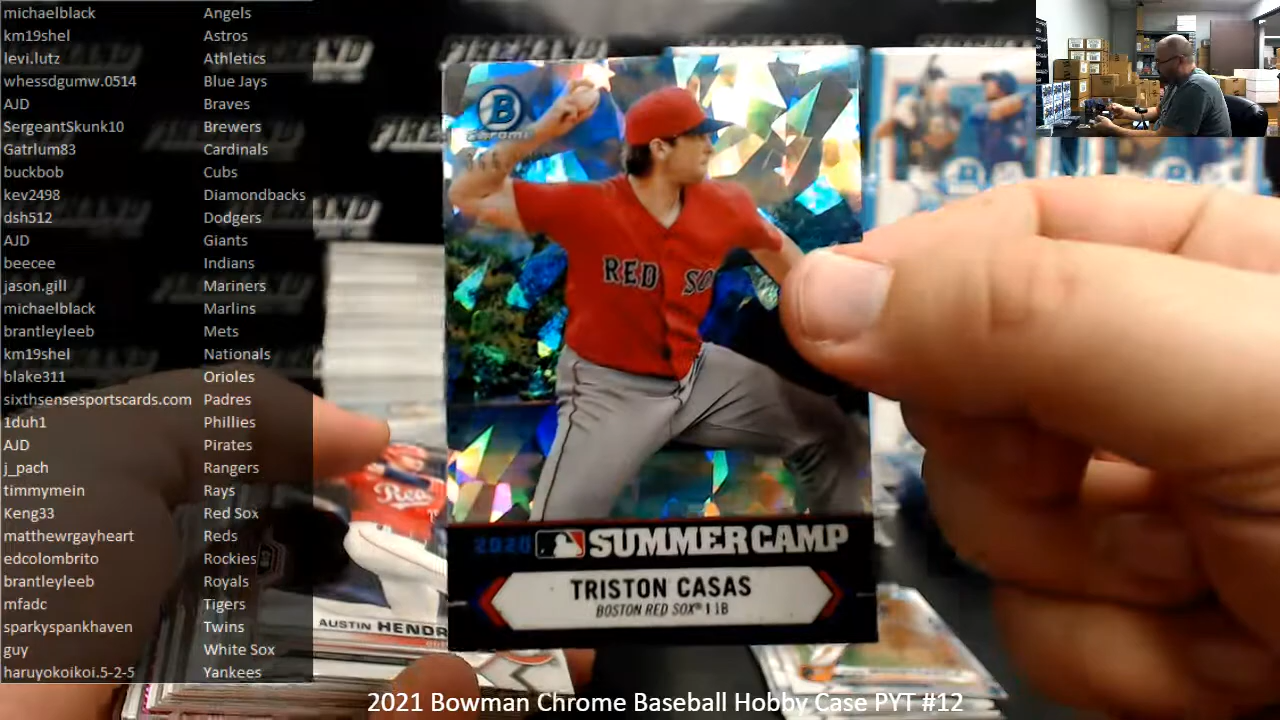 michaelblack Angels
km19shel Astros
levi.lutz Athletics
whessdgumw.0514 Blue Jays
AJD Braves
SergeantSkunk10 Brewers
Gatrlum83 Cardinals
buckbob Cubs
kev2498 Diamondbacks
dsh512 Dodgers
AJD Giants
beecee Indians
jason.gill Mariners
michaelblack Marlins
brantleyleeb Mets
km19shel Nationals
blake311 Orioles
sixthsensesportscards.com Padres
1duh1 Phillies
AJD Pirates
j_pach Rangers
timmymein Rays
Keng33 Red Sox
matthewrgayheart Reds
edcolombrito Rockies
brantleyleeb Royals
mfadc Tigers
sparkyspankhaven Twins
guy White Sox
haruyokoikoi.5-2-5 Yankees
B
Chrome
RED SO
2020 SUMMER CAMP
TRISTON CASAS
BOSTON RED SOX® | 1B
Reds
AUSTIN HENDR
2021 Bowman Chrome Baseball Hobby Case PYT #12